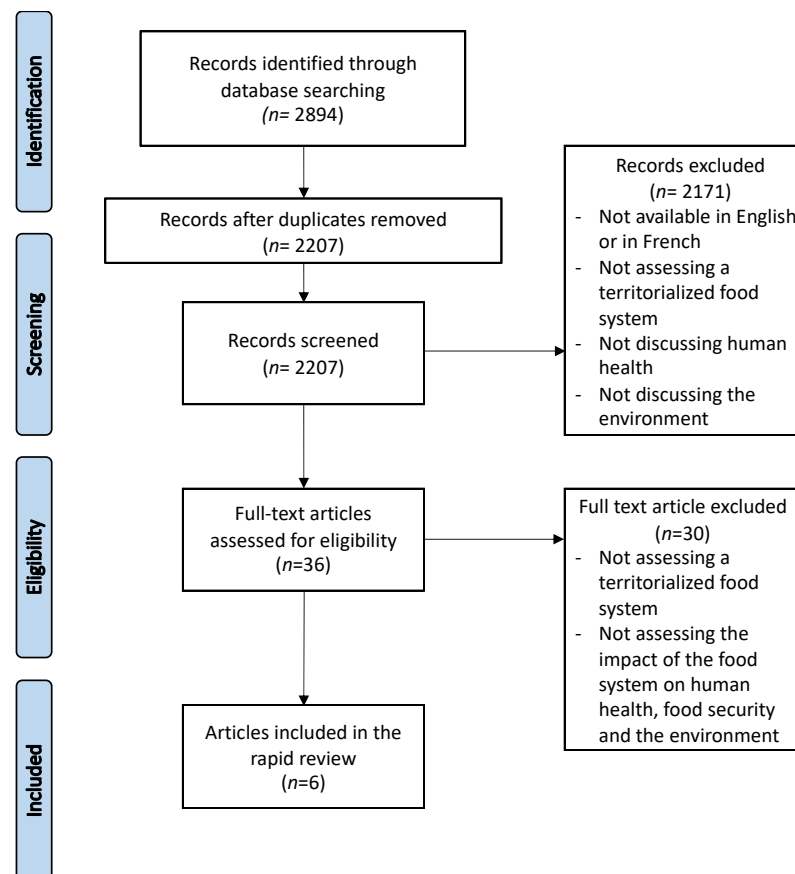 Identification
Records identified through
database searching
(n= 2894)
Records after duplicates removed
(n= 2207)
Screening
Records screened
(n= 2207)
Records excluded
(n= 2171)
- Not available in English
or in French
- Not assessing a
territorialized food
system
- Not discussing human
health
- Not discussing the
environment
Eligibility
Full-text articles
assessed for eligibility
(n=36)
Full text article excluded
(n=30)
- Not assessing a
territorialized food
system
- Not assessing the
impact of the food
system on human
health, food security
and the environment
Included
Articles included in the
rapid review
(n=6)